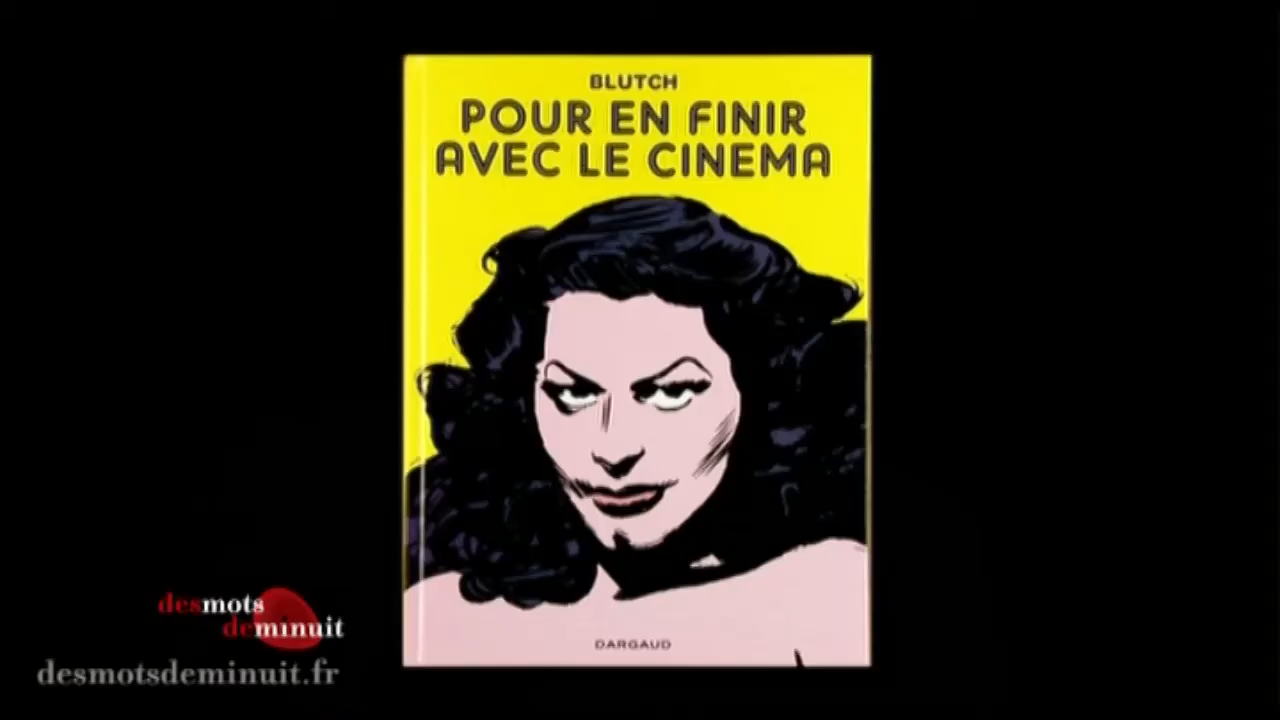 BLUTCH
POUR EN FINIR
AVEC LE CINEMA
DARGAUD
desmots
deminuit
desmotsdeminuit.fr